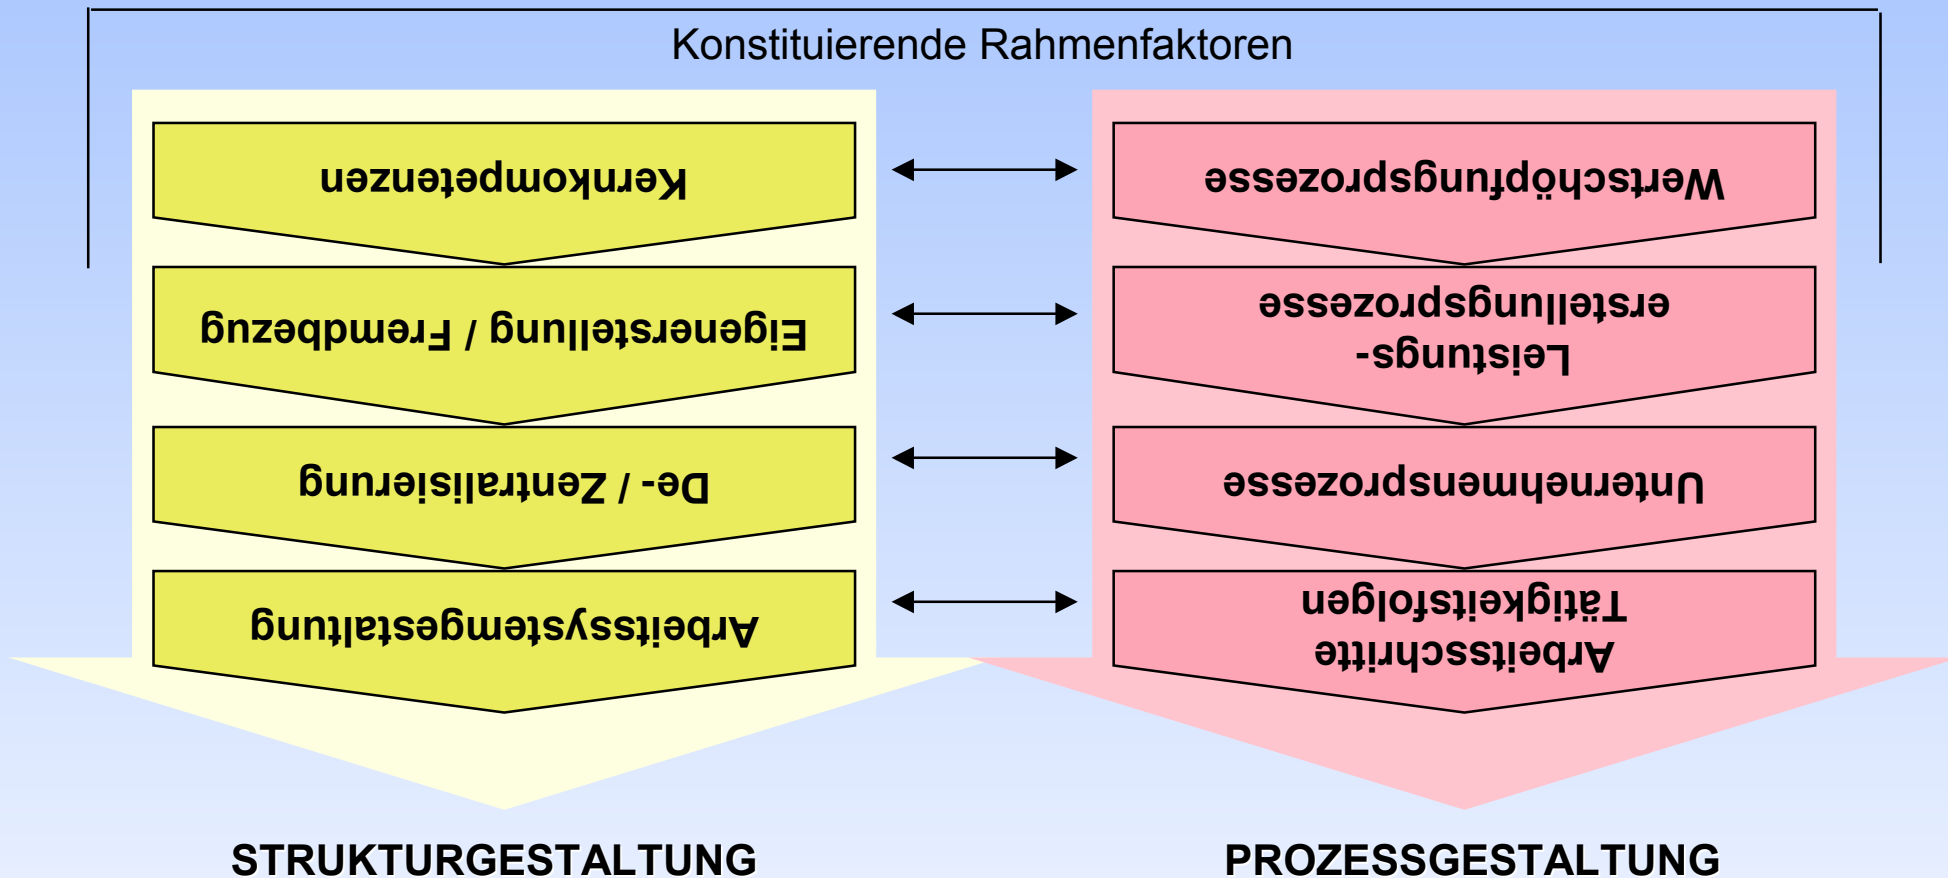 Konstituierende Rahmenfaktoren
Kernkompetenzen
Eigenerstellung / Fremdbezug
De- / Zentralisierung
Arbeitssystemgestaltung
STRUKTURGESTALTUNG
Wertschöpfungsprozesse
Leistungs-
erstellungsprozesse
Unternehmensprozesse
Arbeitsschritte
Tätigkeitsfolgen
PROZESSGESTALTUNG